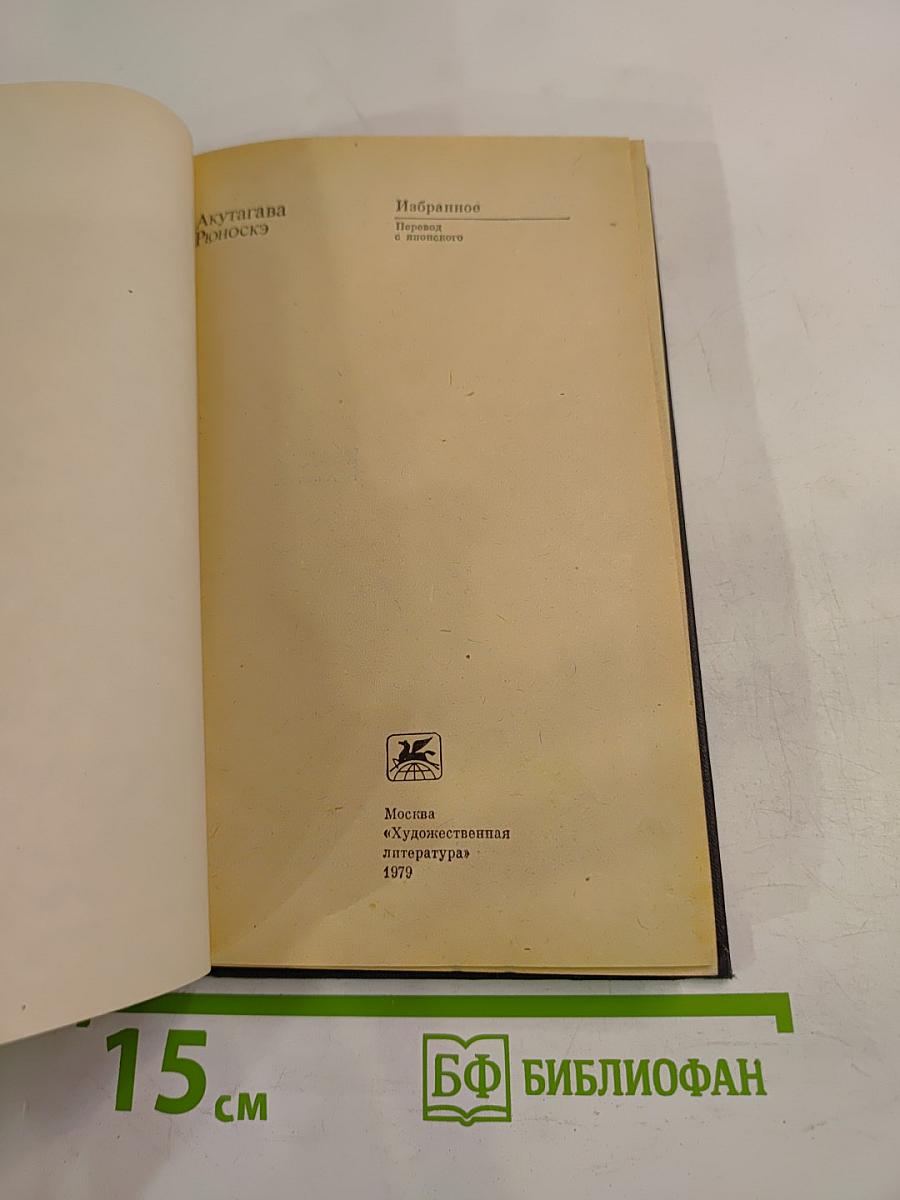 Акутагава
Рюноскэ
Избранное
Перевод
с японского
Москва
«Художественная
литература»
1979
15 см
БФ БИБЛИОФАН